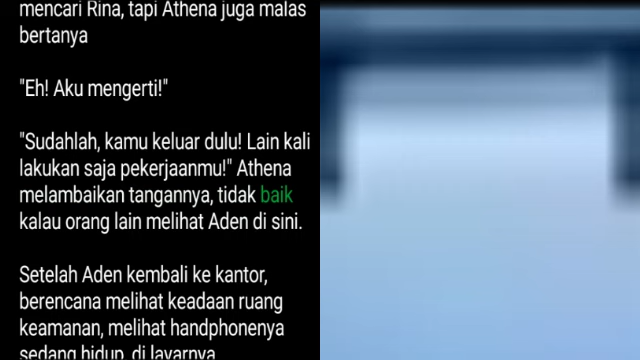 mencari Rina, tapi Athena juga malas
bertanya
"Eh! Aku mengerti!"
"Sudahlah, kamu keluar dulu! Lain kali
lakukan saja pekerjaanmu!" Athena
melambaikan tangannya, tidak baik
kalau orang lain melihat Aden di sini.
Setelah Aden kembali ke kantor,
berencana melihat keadaan ruang
keamanan, melihat handphonenya
sedang hidup, di layarnya